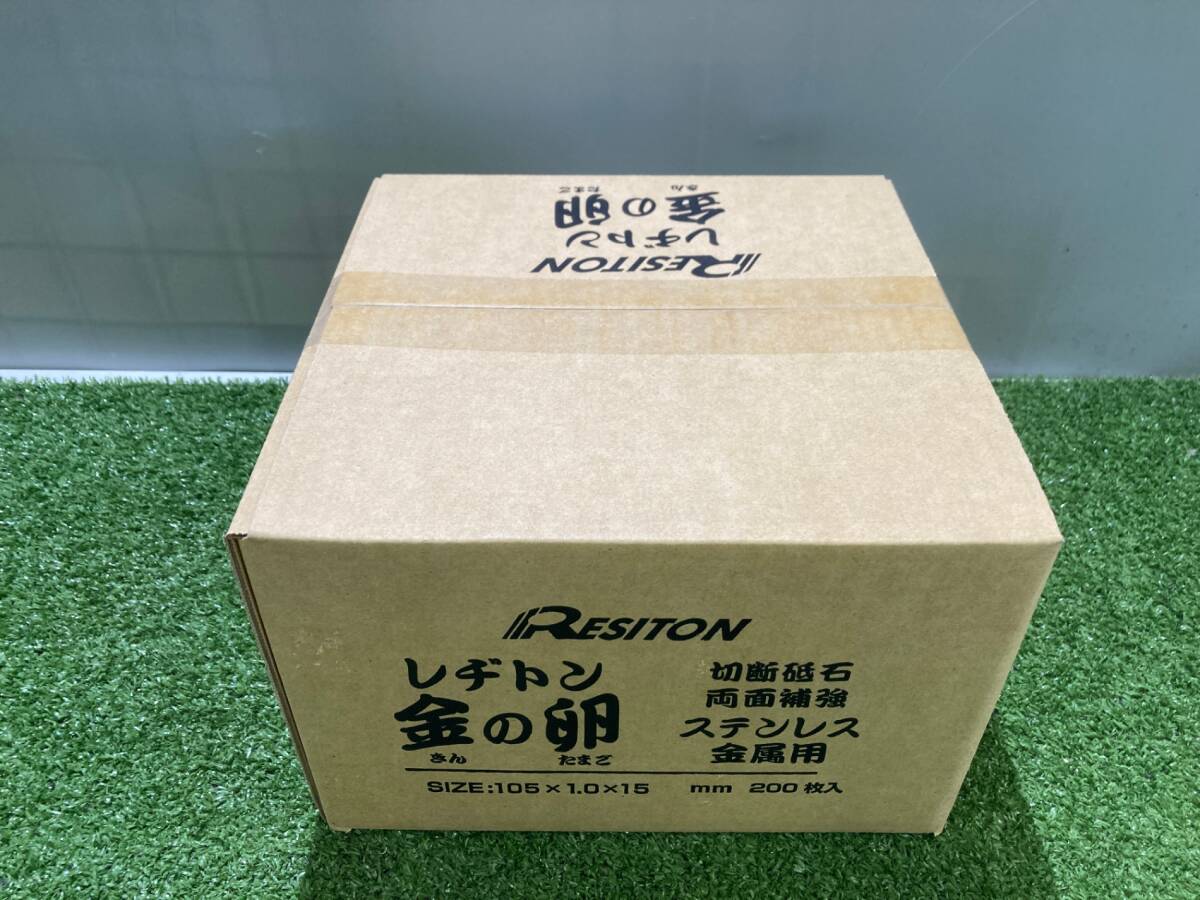 きん たまご
金の卵
レヂトン
RESITON
RESITON
レヂトン
金の卵
きん たまご
切断砥石
両面補強
ステンレス
金属用
SIZE:105×1.0×15 mm 200枚入